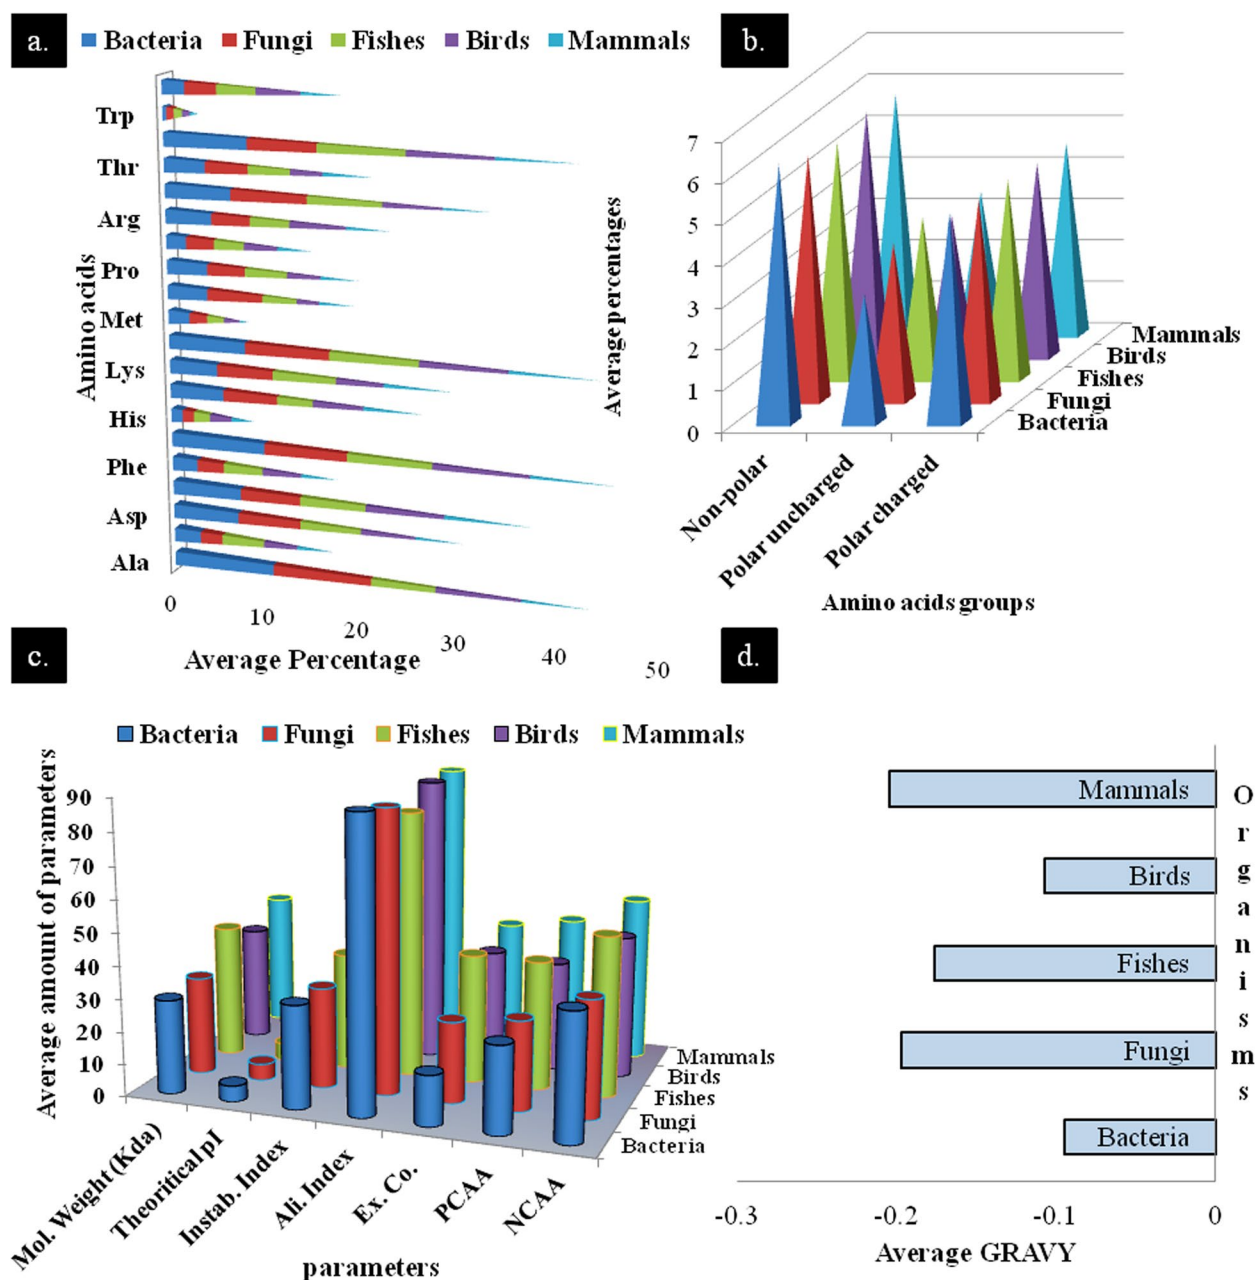 a.
Bacteria Fungi Fishes Birds Mammals
Trp
Thr
Arg
Pro
Met
Lys
His
Phe
Asp
Ala
Amino acids
0 10 20 30 40 50
Average Percentage
b.
7
6
5
4
3
2
1
0
Average percentages
Mammals
Birds
Fishes
Fungi
Bacteria
Non-polar
Polar uncharged
Polar charged
Amino acids groups
c.
Bacteria Fungi Fishes Birds Mammals
90
80
70
60
50
40
30
20
10
0
Average amount of parameters
Mammals
Birds
Fishes
Fungi
Bacteria
Mol. Weight (Kda)
Theoritical pI
Instab. Index
Ali. Index
Ex. Co.
PCAA
NCAA
parameters
d.
Mammals
Birds
Fishes
Fungi
Bacteria
Organisms
-0.3 -0.2 -0.1 0
Average GRAVY